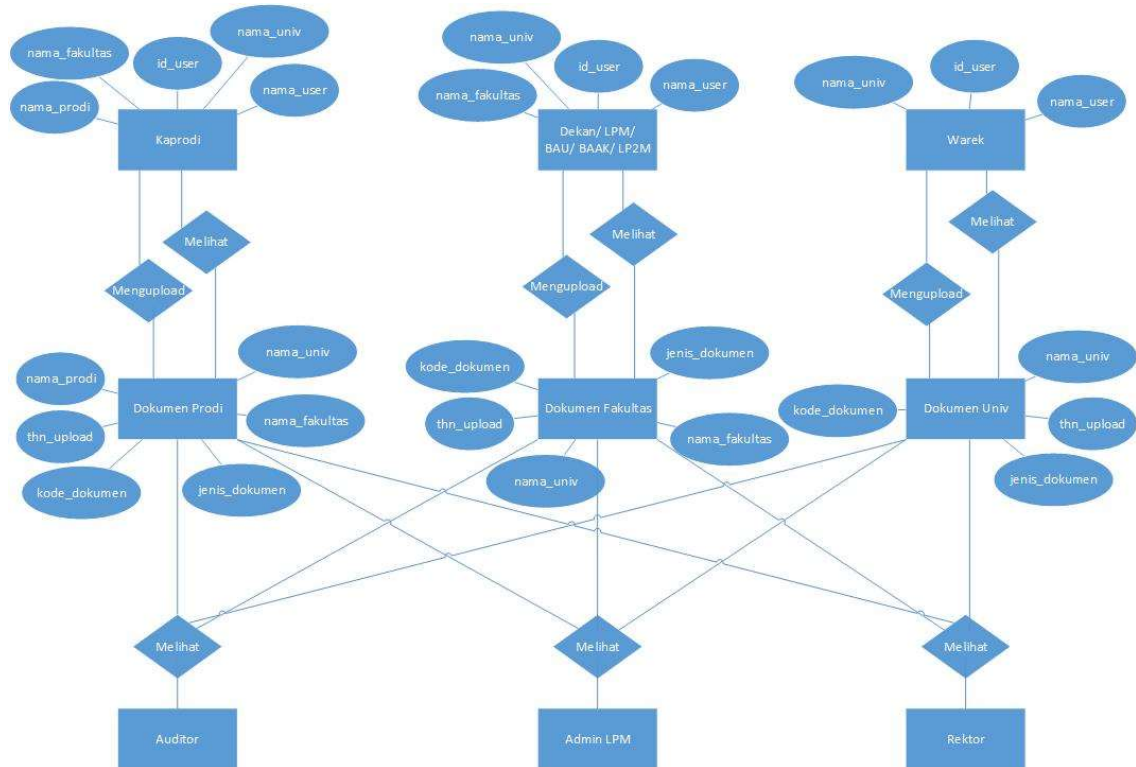 nama_univ
nama_fakultas
id_user
nama_user
nama_prodi
Kaprodi
nama_univ
id_user
nama_user
nama_fakultas
Dekan/ LPM/
BAU/ BAAK/ LP2M
id_user
nama_univ
nama_user
Warek
Melihat
Mengupload
Melihat
Mengupload
Melihat
Mengupload
nama_univ
nama_prodi
Dokumen Prodi
nama_fakultas
thn_upload
kode_dokumen
jenis_dokumen
jenis_dokumen
kode_dokumen
Dokumen Fakultas
thn_upload
nama_fakultas
nama_univ
nama_univ
kode_dokumen
Dokumen Univ
thn_upload
jenis_dokumen
Melihat
Melihat
Melihat
Auditor
Admin LPM
Rektor